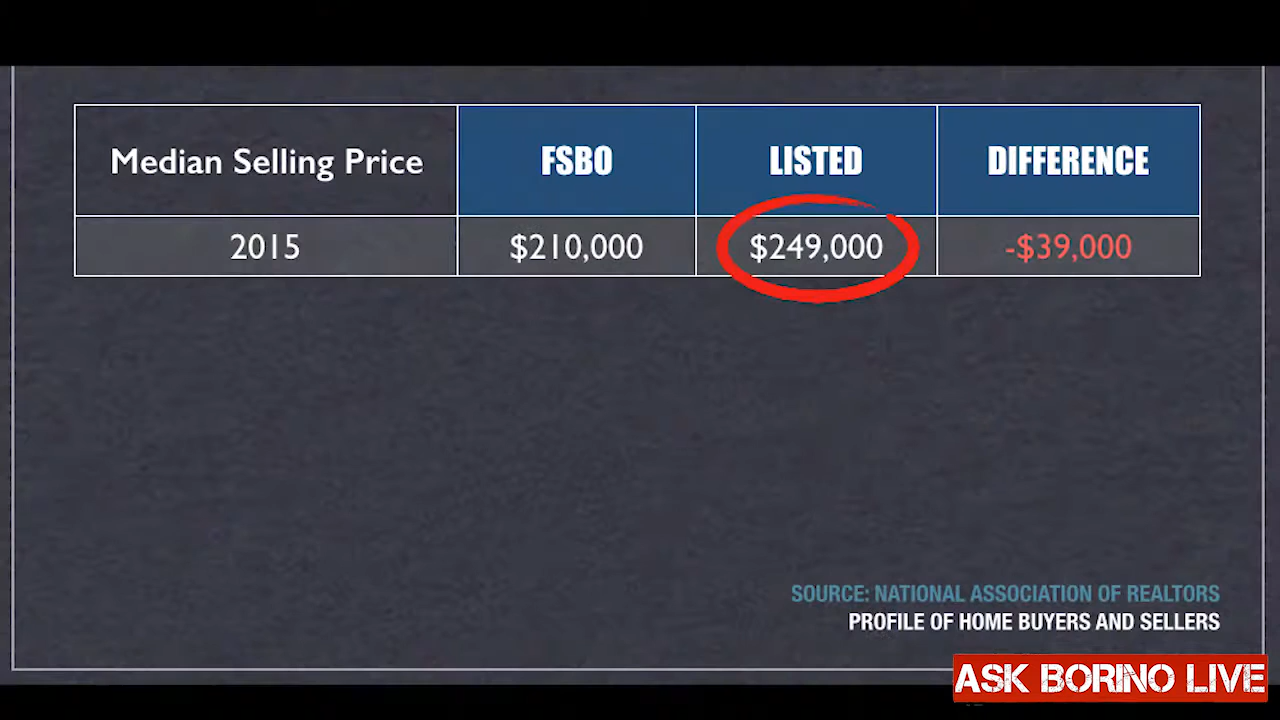 Median Selling Price FSBO LISTED DIFFERENCE
2015 $210,000 $249,000 -$39,000
SOURCE: NATIONAL ASSOCIATION OF REALTORS
PROFILE OF HOME BUYERS AND SELLERS
ASK BORINO LIVE